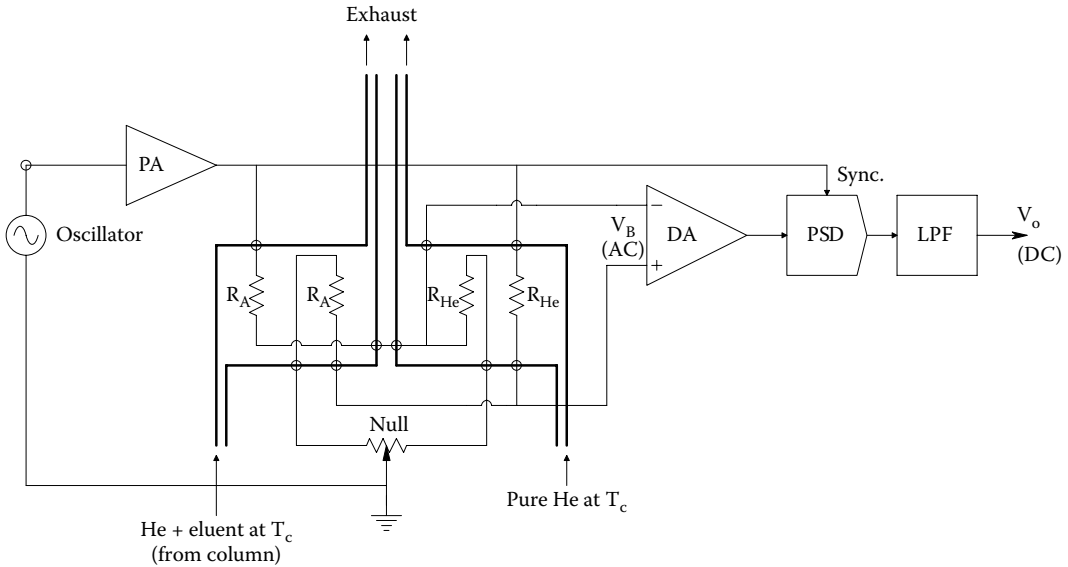 Exhaust
PA
Sync.
Oscillator
V_B
(AC)
−
DA
+
PSD
LPF
V_o
(DC)
R_A
R_A
R_He
R_He
Null
Pure He at T_c
He + eluent at T_c
(from column)